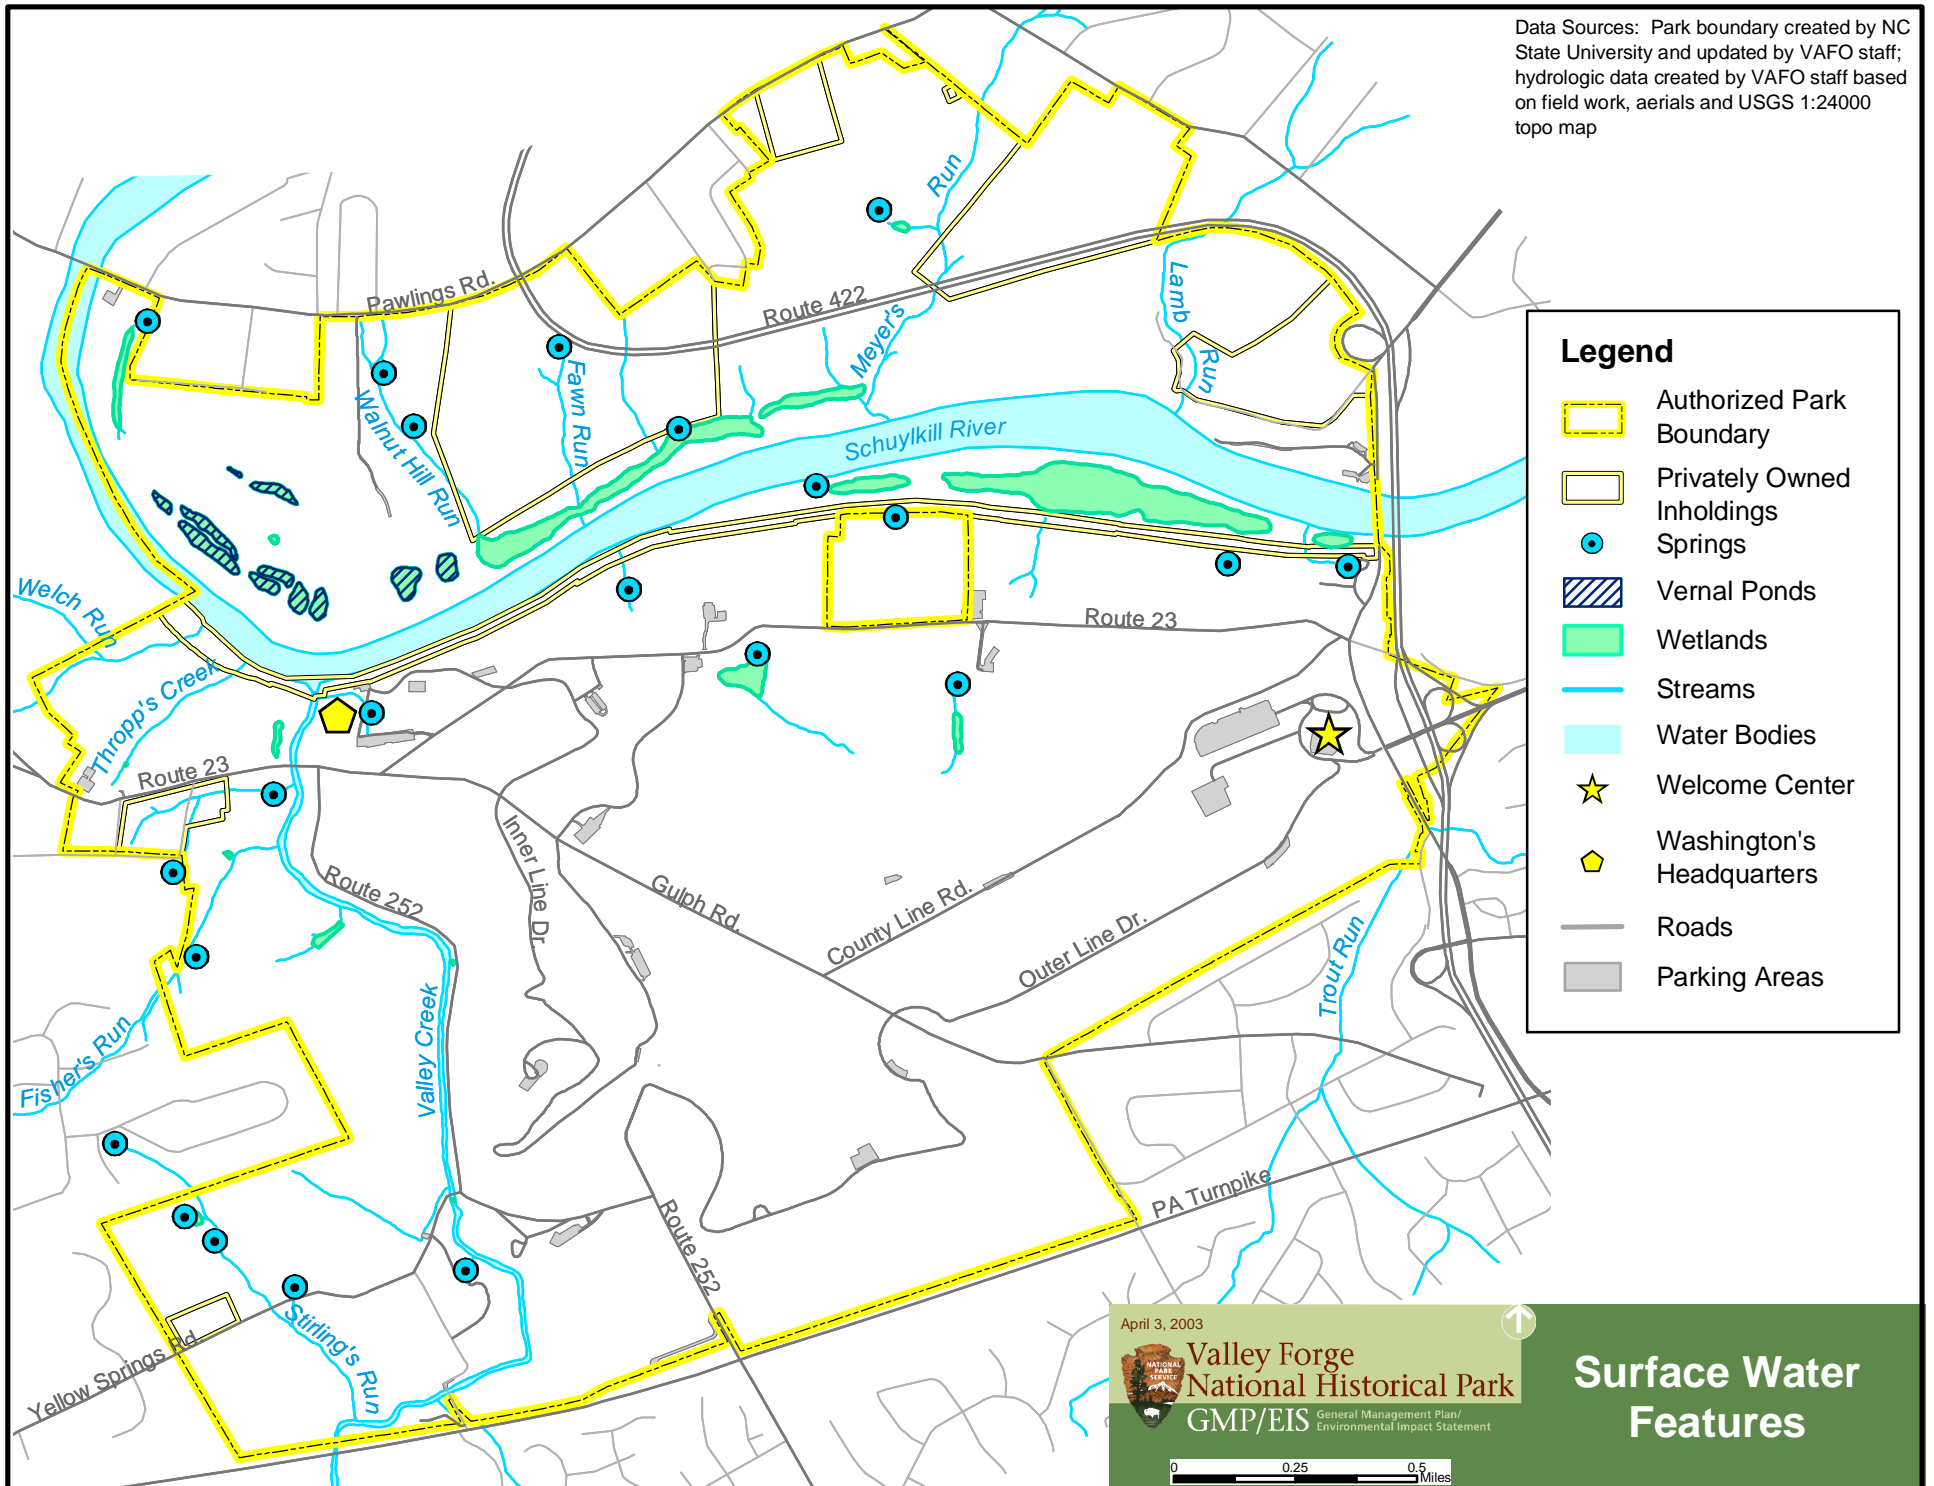 Data Sources:  Park boundary created by NC
State University and updated by VAFO staff;
hydrologic data created by VAFO staff based
on field work, aerials and USGS 1:24000
topo map
Run
Pawlings Rd.
Route 422
Lamb
Run
Meyer's
Fawn Run
Walnut Hill Run
Schuylkill River
Welch Run
Thropp's Creek
Route 23
Route 23
Inner Line Dr.
Route 252
Gulph Rd.
County Line Rd.
Outer Line Dr.
Trout Run
Valley Creek
Fisher's Run
PA Turnpike
Route 252
Stirling's Run
Yellow Springs Rd.
Legend
Authorized Park
Boundary
Privately Owned
Inholdings
Springs
Vernal Ponds
Wetlands
Streams
Water Bodies
Welcome Center
Washington's
Headquarters
Roads
Parking Areas
April 3, 2003
NATIONAL
PARK
SERVICE
Valley Forge
National Historical Park
GMP/EIS
General Management Plan/
Environmental Impact Statement
0 0.25 0.5
Miles
Surface Water
Features